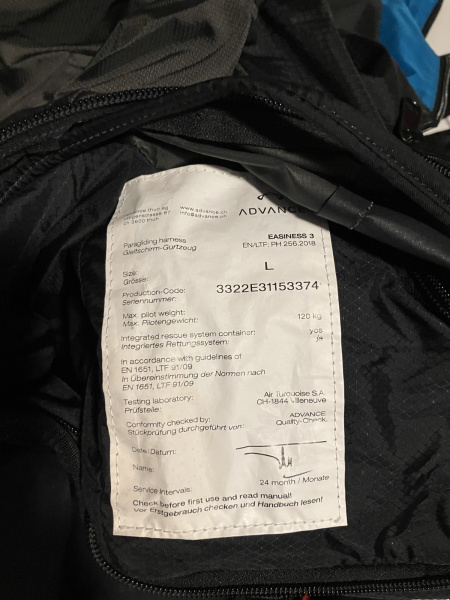 www.advance.ch
info@advance.ch
ADVANCE
Paragliding harness
Gleitschirm-Gurtzeug
EASINESS 3
EN/LTF: PH 256.2018
Size:
Grösse:
L
Production-Code:
Seriennummer:
3322E31153374
Max. pilot weight:
Max. Pilotengewicht:
120 kg
Integrated rescue system container:
Integriertes Rettungssystem:
yes
ja
In accordance with guidelines of
EN 1651, LTF 91/09
In Übereinstimmung der Normen nach
EN 1651, LTF 91/09
Testing laboratory:
Prüfstelle:
Air Turquoise S.A
CH-1844 Villeneuve
Conformity checked by:
Stückprüfung durchgeführt von:
ADVANCE
Quality-Check
Date/Datum:
Name:
Service Intervals:
24 month / Monate
Check before first use and read manual!
Vor Erstgebrauch checken und Handbuch lesen!